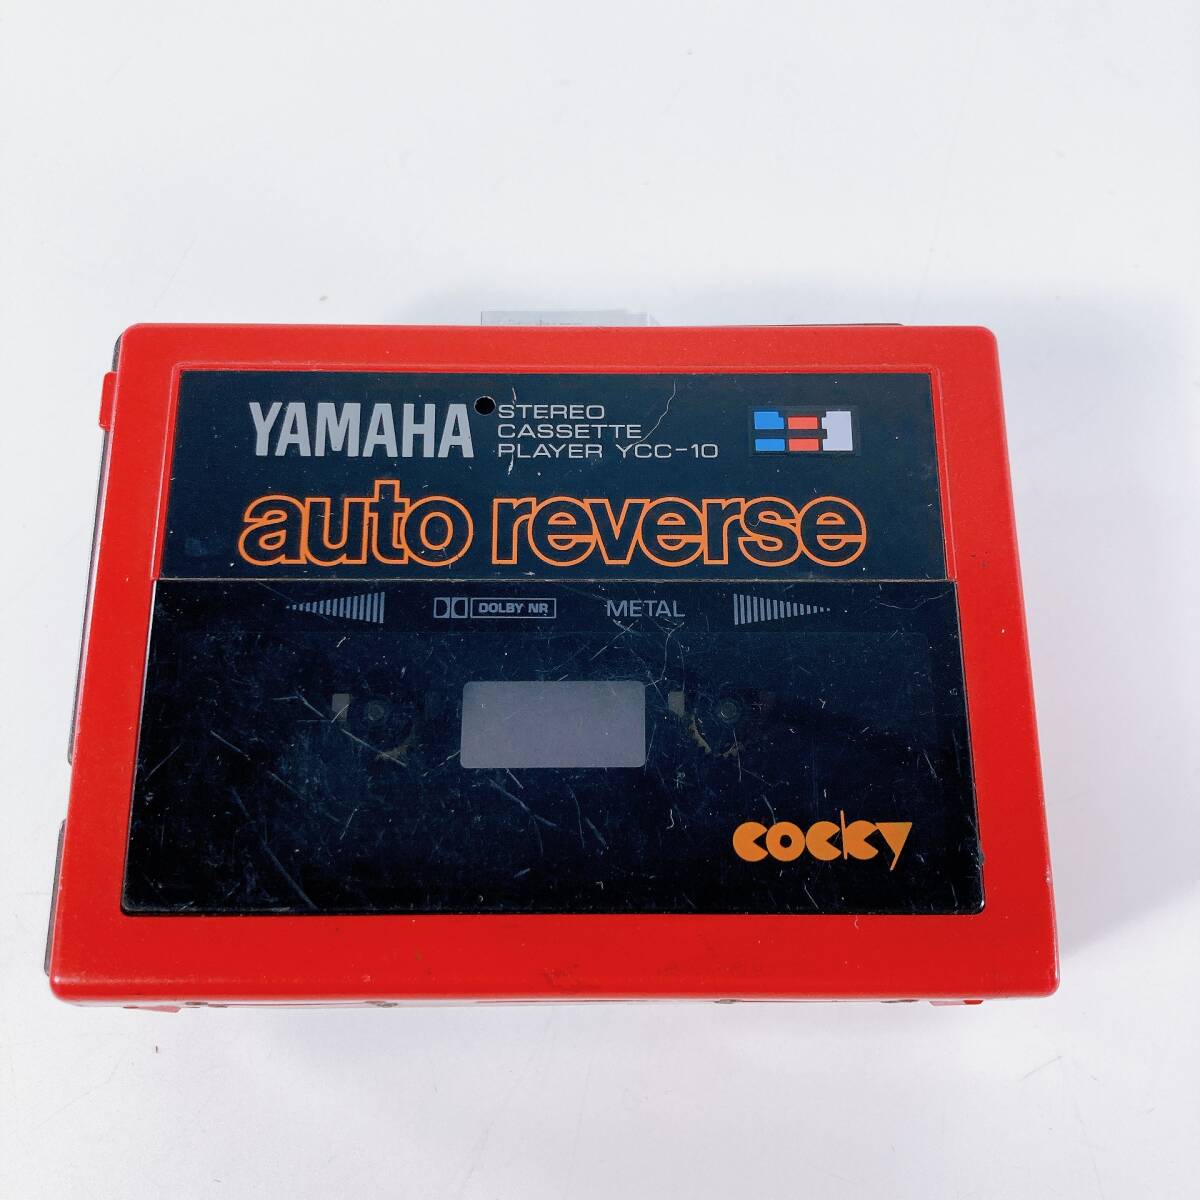 YAMAHA
STEREO
CASSETTE
PLAYER YCC-10
auto reverse
DOLBY NR METAL
cocky